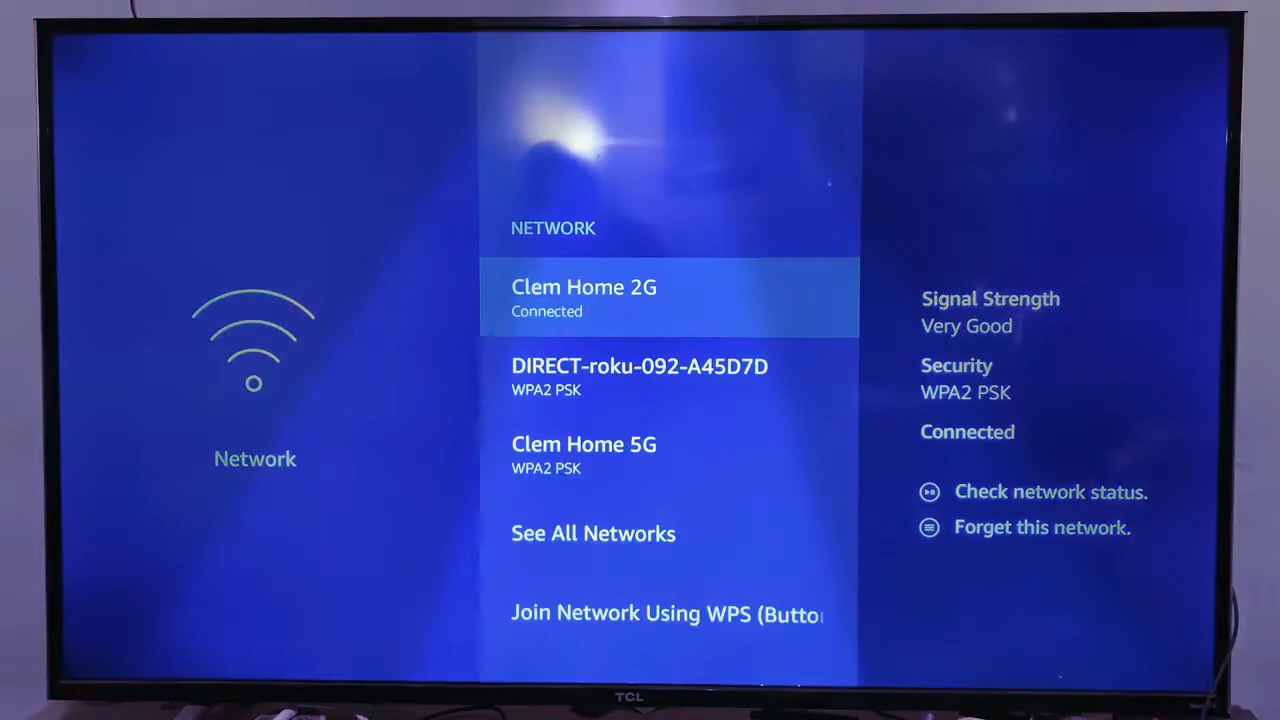 Network
NETWORK
Clem Home 2G
Connected
DIRECT-roku-092-A45D7D
WPA2 PSK
Clem Home 5G
WPA2 PSK
See All Networks
Join Network Using WPS (Butto
Signal Strength
Very Good
Security
WPA2 PSK
Connected
Check network status.
Forget this network.
TCL